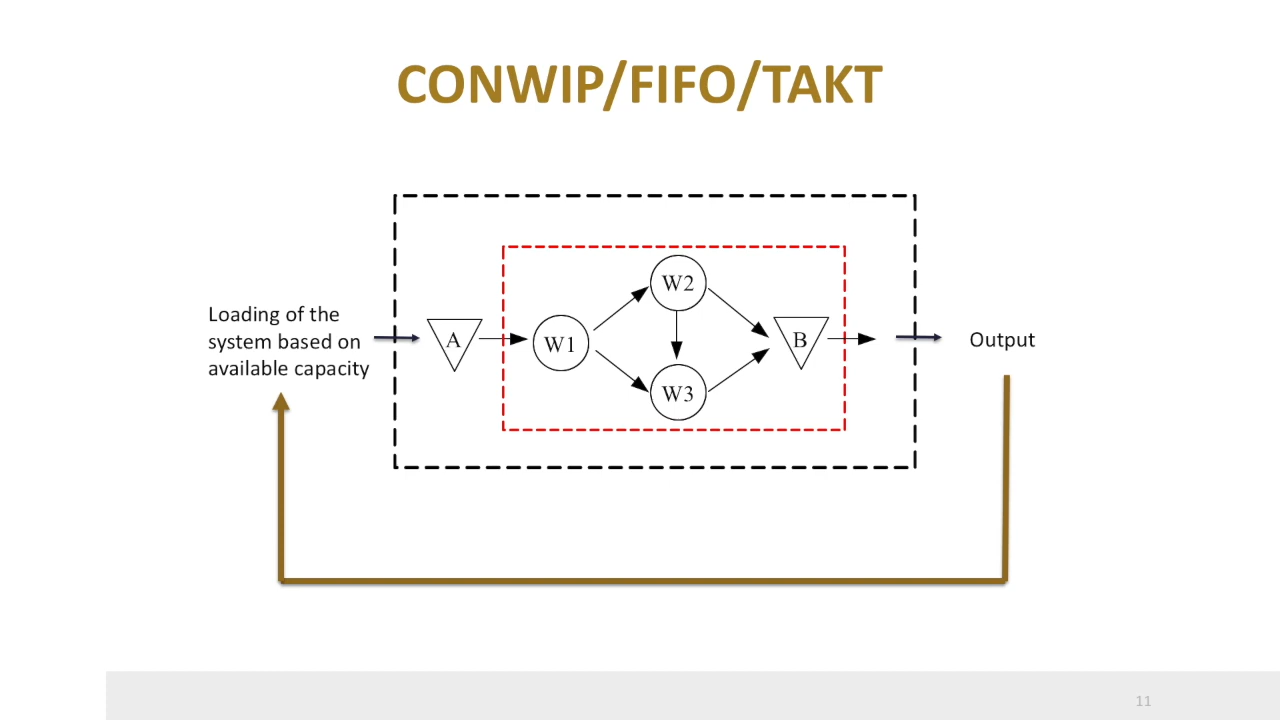 CONWIP/FIFO/TAKT
Loading of the
system based on
available capacity
A
W1
W2
W3
B
Output
11